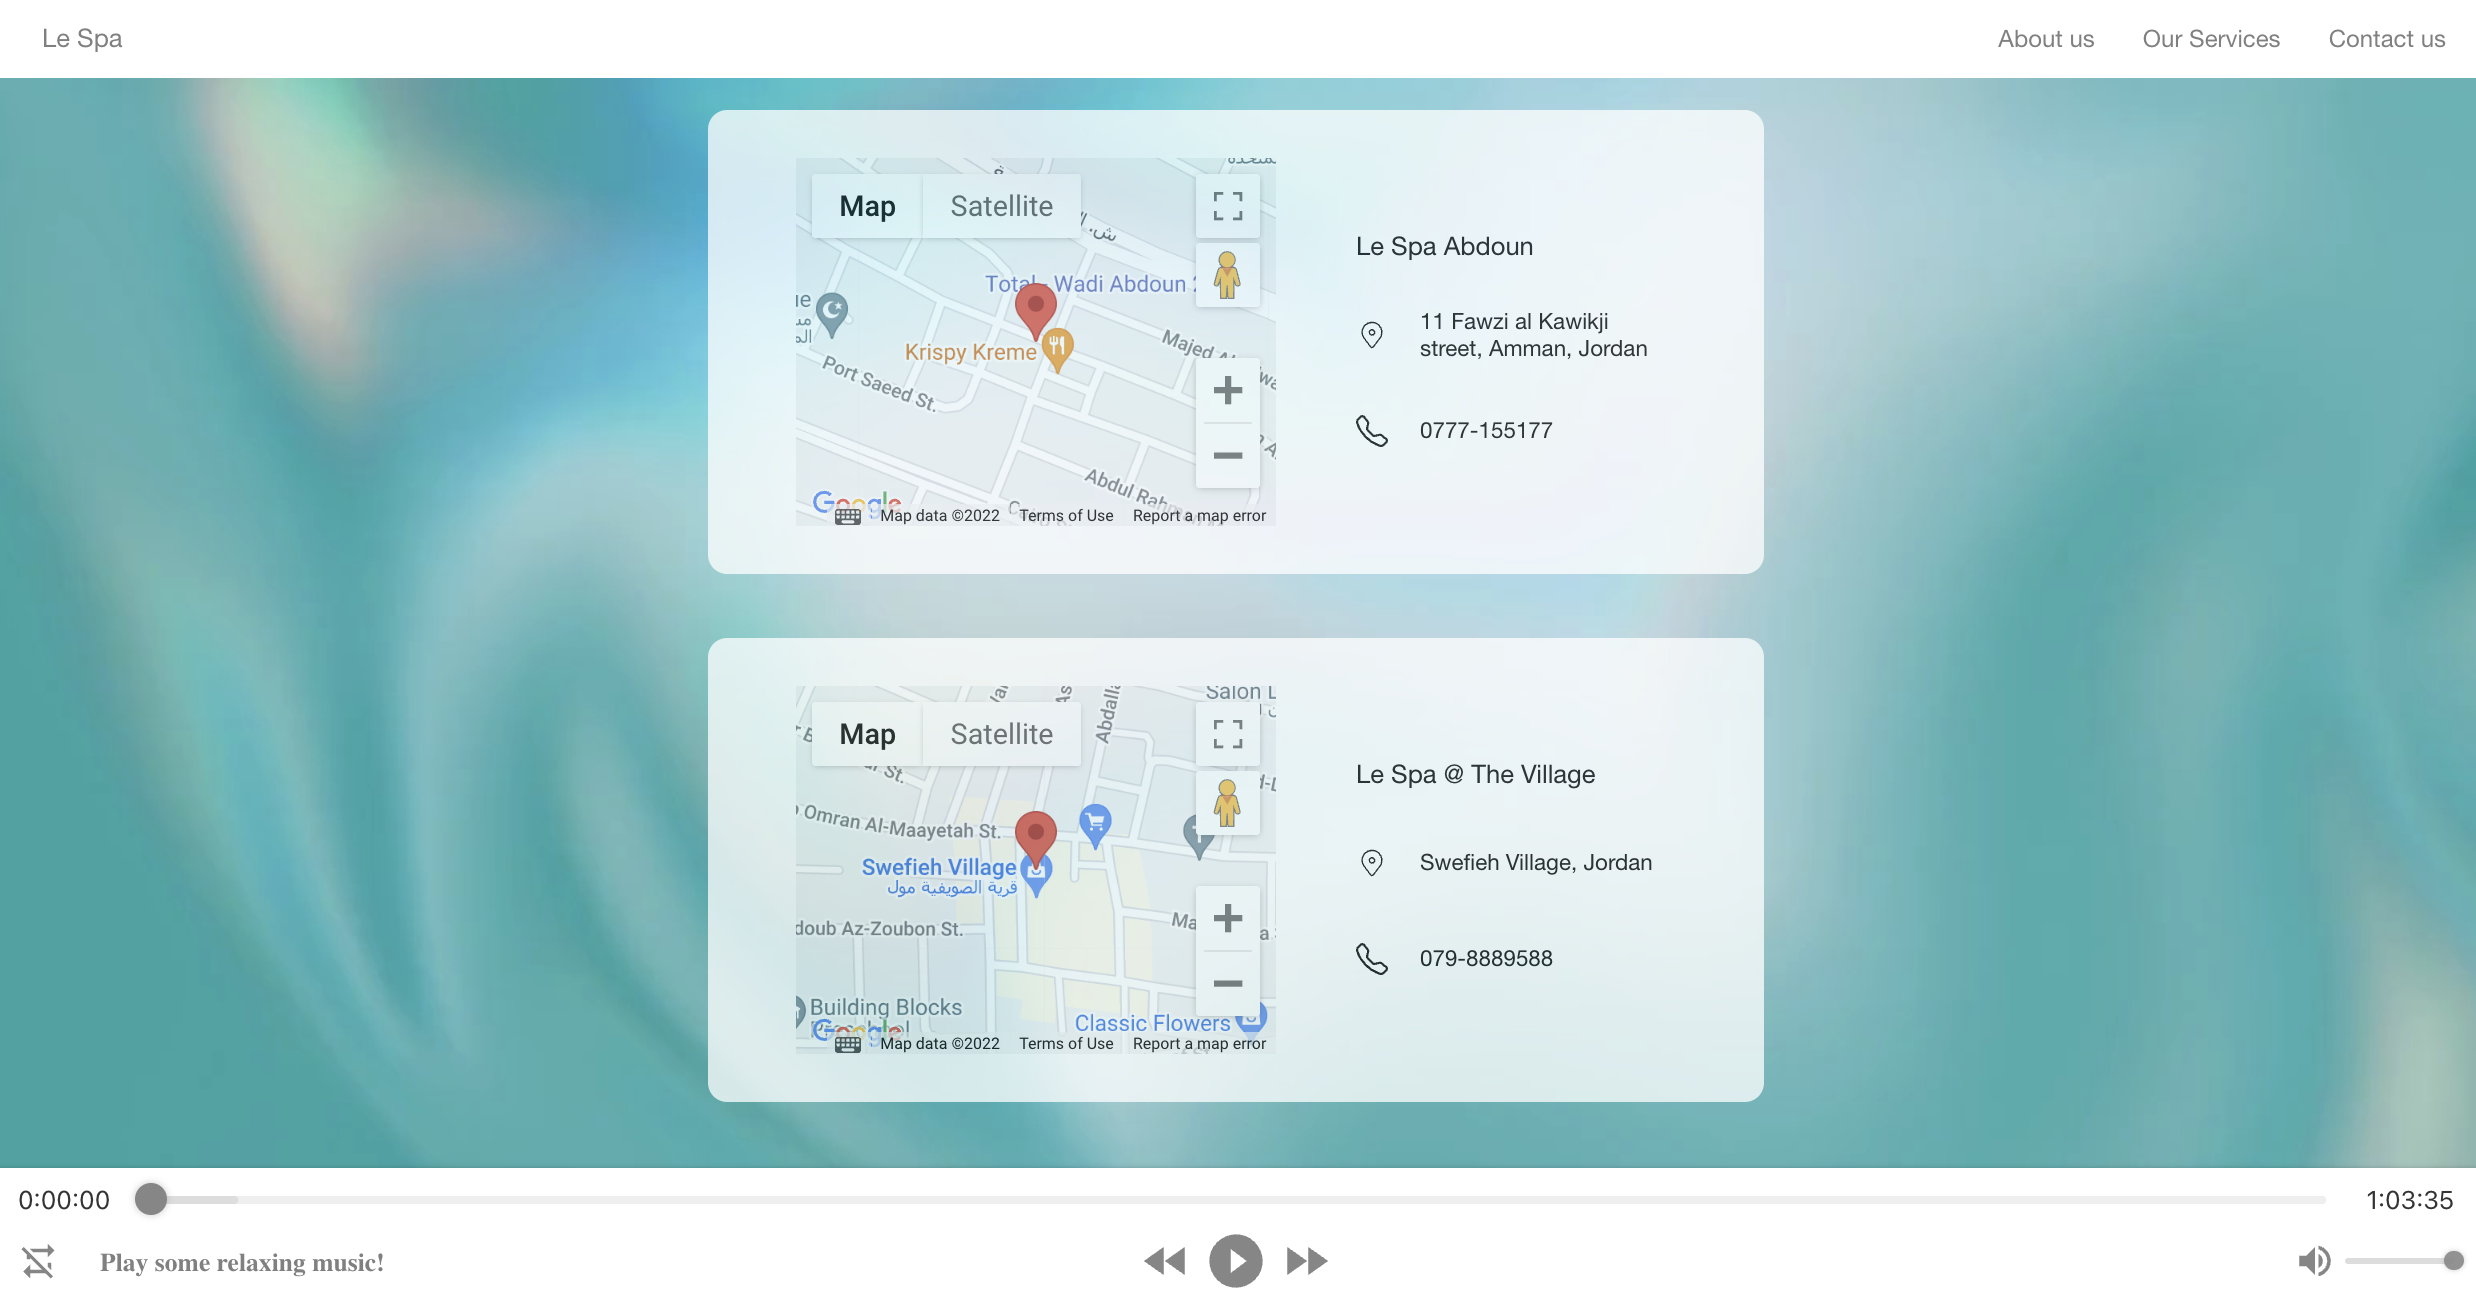 Le Spa
About us
Our Services
Contact us
Map
Satellite
Total - Wadi Abdoun
Krispy Kreme
Port Saeed St.
Majed
Abdul Rahman
Google
Map data ©2022
Terms of Use
Report a map error
Le Spa Abdoun
11 Fawzi al Kawikji
street, Amman, Jordan
0777-155177
Salon
Map
Satellite
Omran Al-Maayetah St.
Swefieh Village
قرية الصويفية مول
doub Az-Zoubon St.
Building Blocks
Preschool
Classic Flowers
Google
Map data ©2022
Terms of Use
Report a map error
Le Spa @ The Village
Swefieh Village, Jordan
079-8889588
0:00:00
1:03:35
Play some relaxing music!